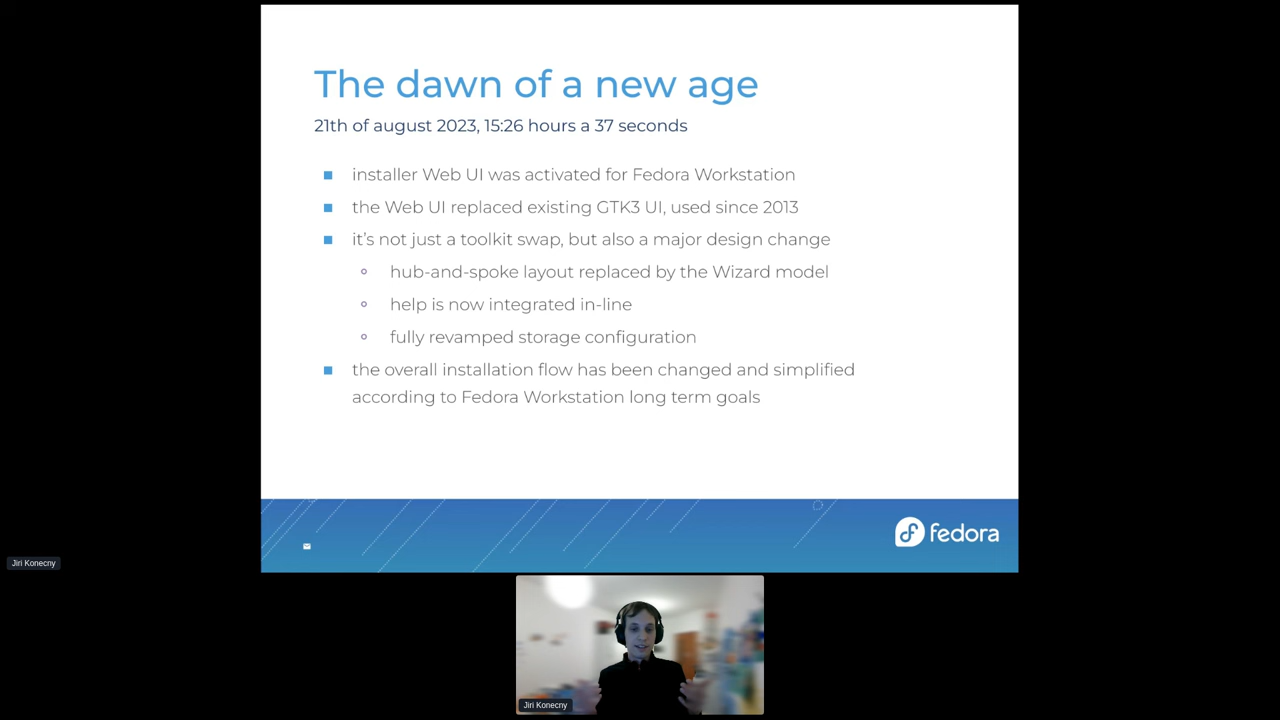 The dawn of a new age
21th of august 2023, 15:26 hours a 37 seconds
installer Web UI was activated for Fedora Workstation
the Web UI replaced existing GTK3 UI, used since 2013
it's not just a toolkit swap, but also a major design change
hub-and-spoke layout replaced by the Wizard model
help is now integrated in-line
fully revamped storage configuration
the overall installation flow has been changed and simplified
according to Fedora Workstation long term goals
fedora
Jiri Konecny
Jiri Konecny